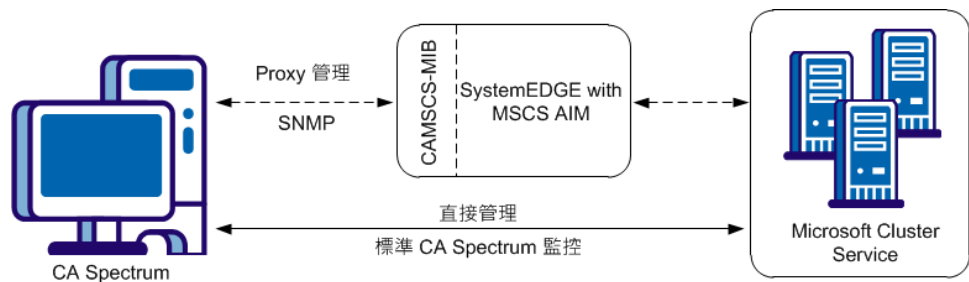 Proxy 管理
SNMP
CAMSCS-MIB
SystemEDGE with
MSCS AIM
直接管理
標準 CA Spectrum 監控
CA Spectrum
Microsoft Cluster
Service